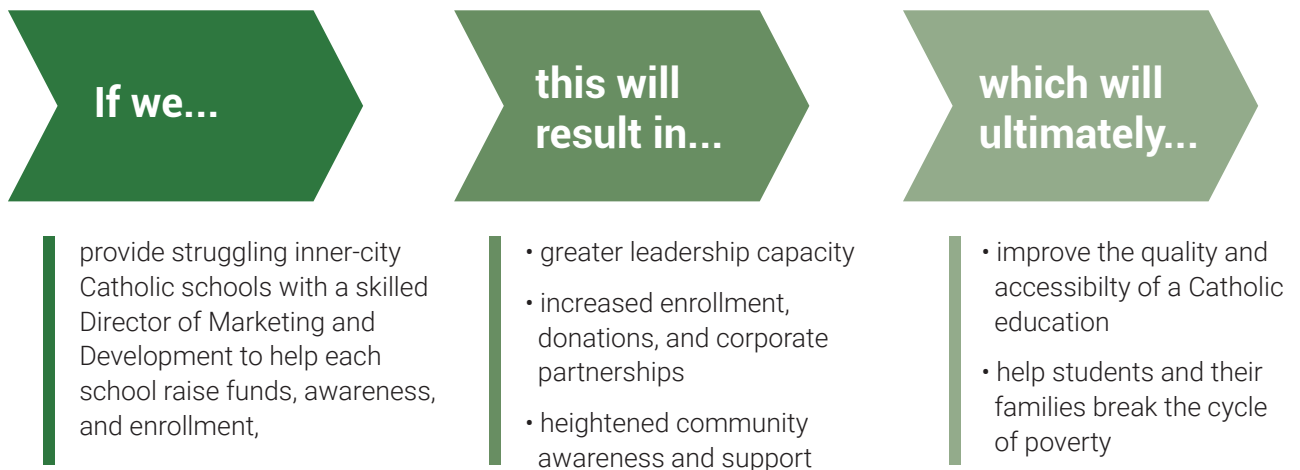 If we...
provide struggling inner-city
Catholic schools with a skilled
Director of Marketing and
Development to help each
school raise funds, awareness,
and enrollment,
this will
result in...
• greater leadership capacity
• increased enrollment,
donations, and corporate
partnerships
• heightened community
awareness and support
which will
ultimately...
• improve the quality and
accessibilty of a Catholic
education
• help students and their
families break the cycle
of poverty